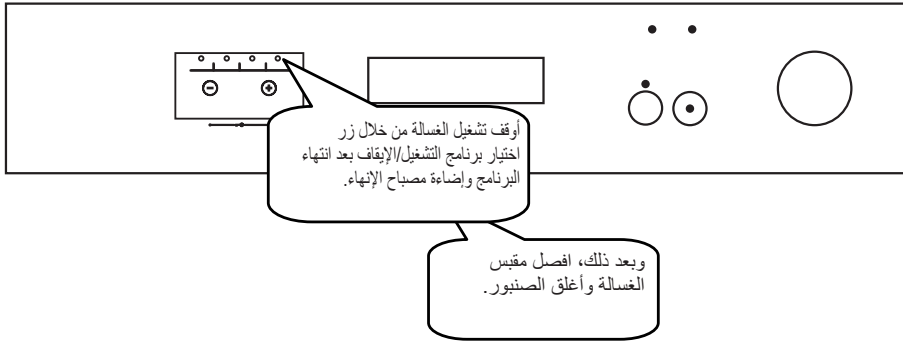 أوقف تشغيل الغسالة من خلال زر
اختيار برنامج التشغيل/الإيقاف بعد انتهاء
البرنامج وإضاءة مصباح الإنهاء.
وبعد ذلك، افصل مقبس
الغسالة وأغلق الصنبور.